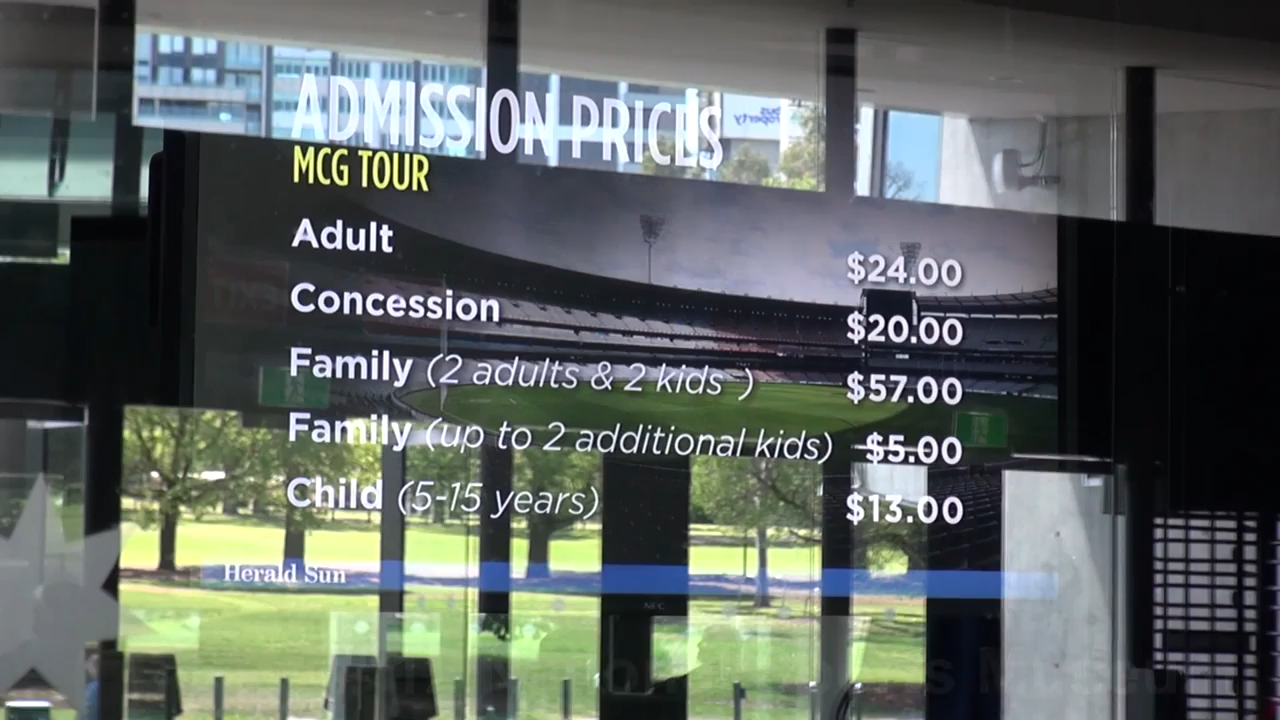 ADMISSION PRICES
MCG TOUR
Adult $24.00
Concession $20.00
Family (2 adults & 2 kids ) $57.00
Family (up to 2 additional kids) $5.00
Child (5-15 years) $13.00
Herald Sun
NEC